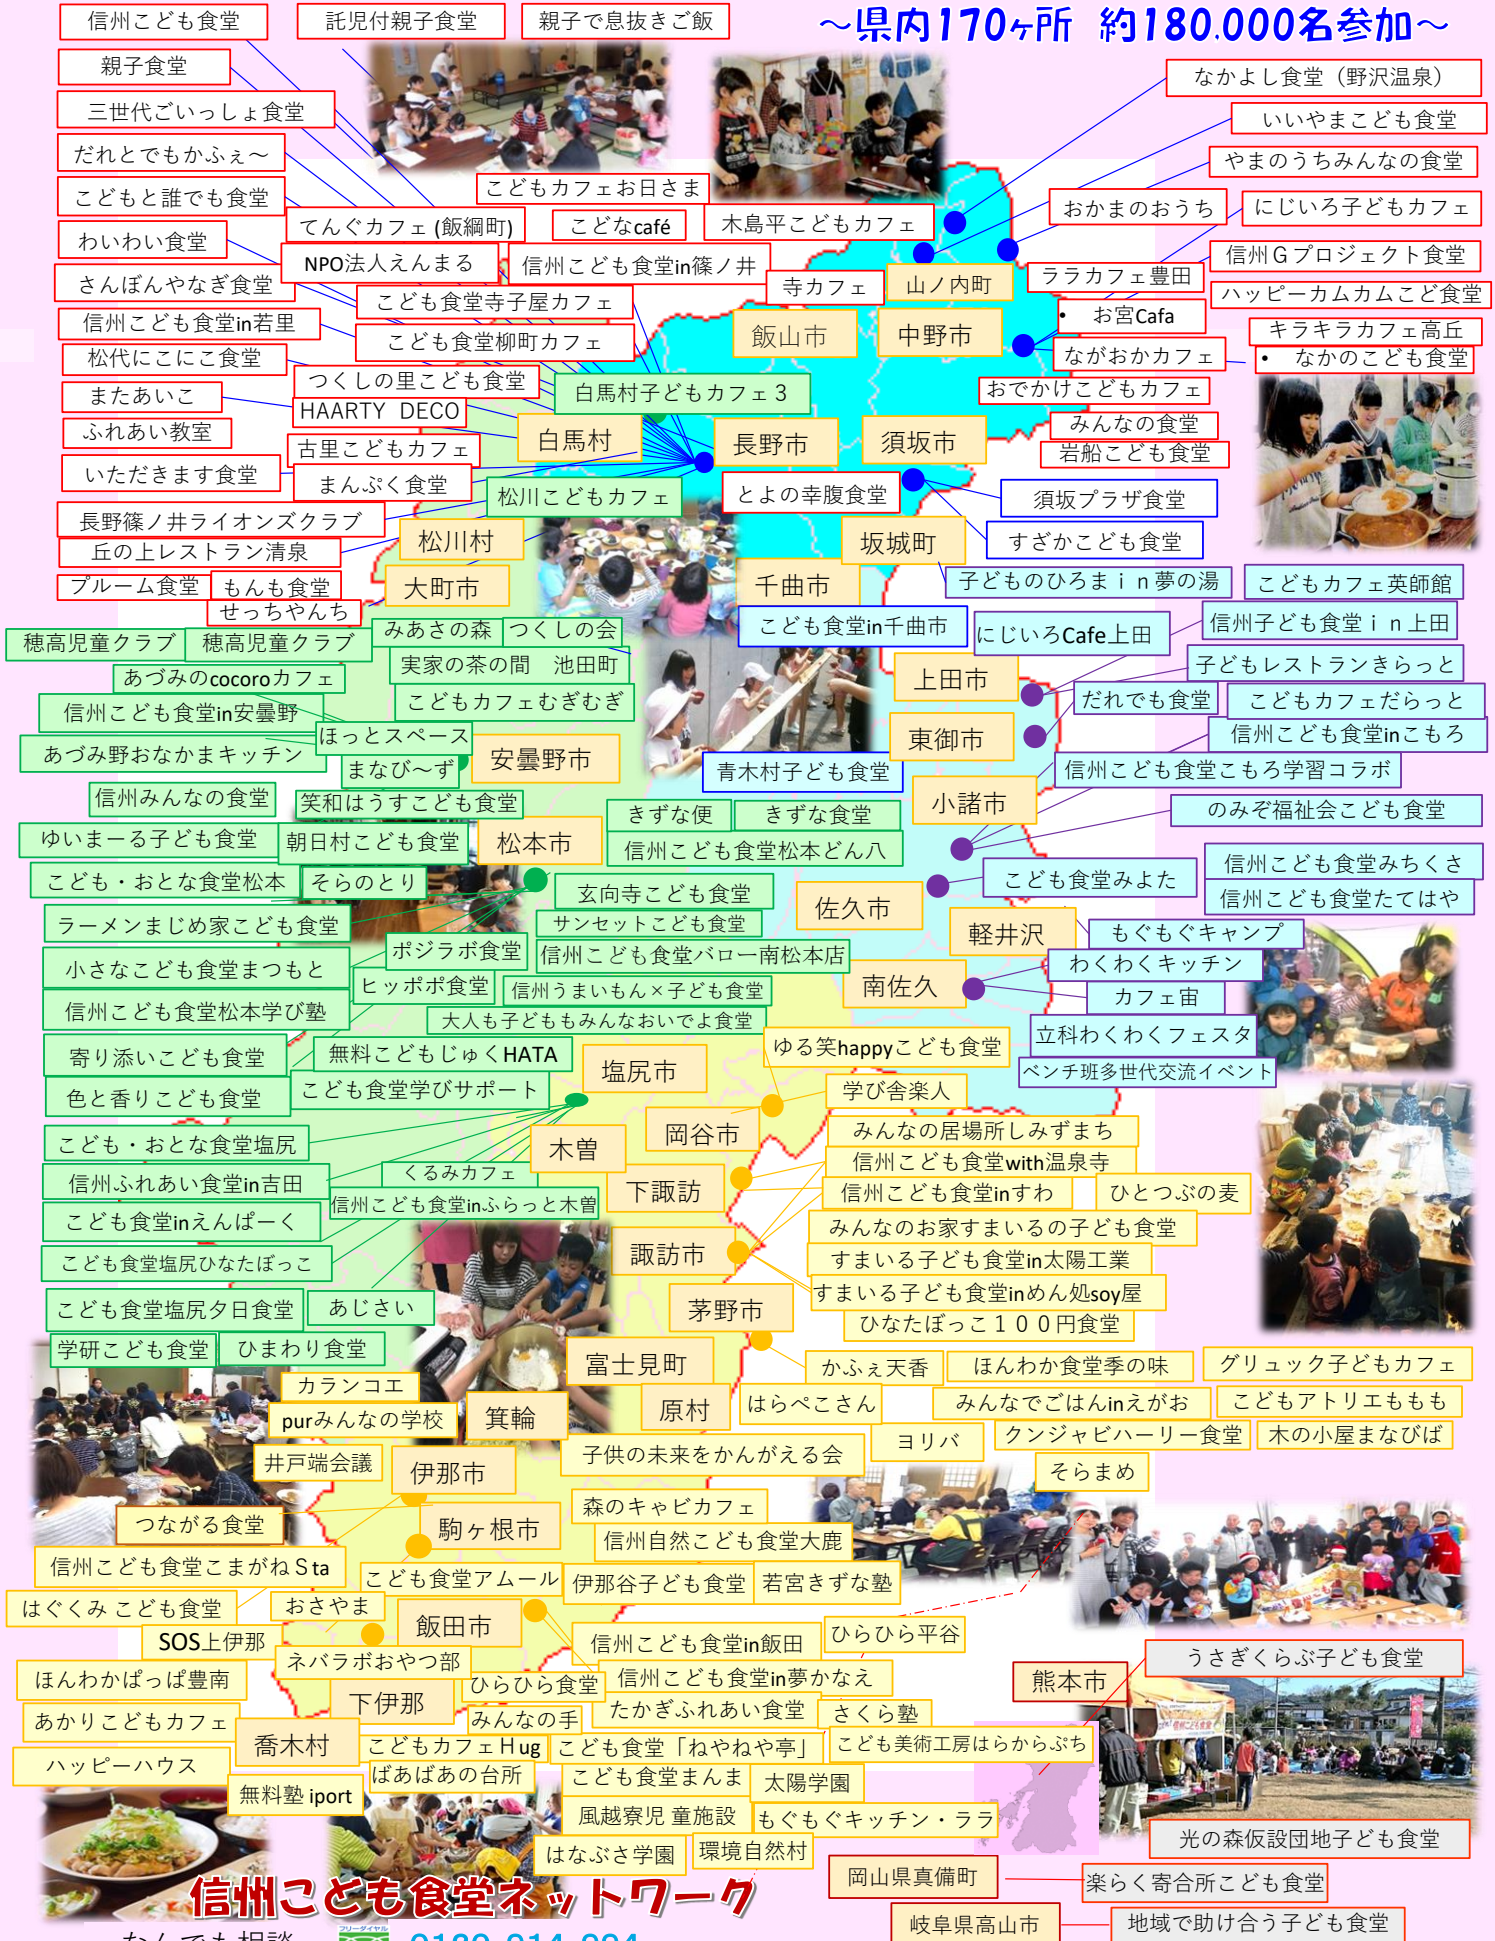 ～県内170ヶ所 約180.000名参加～
信州こども食堂
託児付親子食堂
親子で息抜きご飯
親子食堂
三世代ごいっしょ食堂
だれとでもかふぇ～
こどもと誰でも食堂
わいわい食堂
さんぼんやなぎ食堂
信州こども食堂in若里
松代にこにこ食堂
またあいこ
ふれあい教室
いただきます食堂
長野篠ノ井ライオンズクラブ
丘の上レストラン清泉
プルーム食堂
もんも食堂
せっちやんち
こどもカフェお日さま
てんぐカフェ (飯綱町)
こどなcafé
木島平こどもカフェ
NPO法人えんまる
信州こども食堂in篠ノ井
寺カフェ
こども食堂寺子屋カフェ
こども食堂柳町カフェ
つくしの里こども食堂
白馬村子どもカフェ３
HAARTY DECO
古里こどもカフェ
まんぷく食堂
松川こどもカフェ
とよの幸腹食堂
なかよし食堂（野沢温泉）
いいやまこども食堂
やまのうちみんなの食堂
おかまのおうち
にじいろ子どもカフェ
信州Ｇプロジェクト食堂
ララカフェ豊田
ハッピーカムカムこど食堂
• お宮Cafa
キラキラカフェ高丘
ながおかカフェ
• なかのこども食堂
おでかけこどもカフェ
みんなの食堂
岩船こども食堂
須坂プラザ食堂
すざかこども食堂
山ノ内町
飯山市
中野市
白馬村
長野市
須坂市
松川村
坂城町
大町市
千曲市
子どものひろまｉｎ夢の湯
こどもカフェ英師館
こども食堂in千曲市
にじいろCafe上田
信州子ども食堂ｉｎ上田
上田市
子どもレストランきらっと
だれでも食堂
こどもカフェだらっと
東御市
信州こども食堂inこもろ
青木村子ども食堂
信州こども食堂こもろ学習コラボ
小諸市
のみぞ福祉会こども食堂
穂高児童クラブ
穂高児童クラブ
みあさの森
つくしの会
実家の茶の間 池田町
あづみのcocoroカフェ
こどもカフェむぎむぎ
信州こども食堂in安曇野
ほっとスペース
あづみ野おなかまキッチン
まなび～ず
安曇野市
信州みんなの食堂
笑和はうすこども食堂
きずな便
きずな食堂
ゆいまーる子ども食堂
朝日村こども食堂
松本市
信州こども食堂松本どん八
こども・おとな食堂松本
そらのとり
玄向寺こども食堂
ラーメンまじめ家こども食堂
サンセットこども食堂
ポジラボ食堂
信州こども食堂バロー南松本店
小さなこども食堂まつもと
ヒッポポ食堂
信州うまいもん×子ども食堂
信州こども食堂松本学び塾
大人も子どももみんなおいでよ食堂
寄り添いこども食堂
無料こどもじゅくHATA
色と香りこども食堂
こども食堂学びサポート
佐久市
こども食堂みよた
信州こども食堂みちくさ
信州こども食堂たてはや
軽井沢
もぐもぐキャンプ
わくわくキッチン
南佐久
カフェ宙
立科わくわくフェスタ
ベンチ班多世代交流イベント
ゆる笑happyこども食堂
塩尻市
学び舎楽人
岡谷市
みんなの居場所しみずまち
木曽
信州こども食堂with温泉寺
こども・おとな食堂塩尻
信州ふれあい食堂in吉田
くるみカフェ
下諏訪
信州こども食堂inすわ
ひとつぶの麦
信州こども食堂inふらっと木曽
こども食堂inえんぱーく
みんなのお家すまいるの子ども食堂
諏訪市
すまいる子ども食堂in太陽工業
こども食堂塩尻ひなたぼっこ
すまいる子ども食堂inめん処soy屋
こども食堂塩尻夕日食堂
あじさい
茅野市
ひなたぼっこ１００円食堂
学研こども食堂
ひまわり食堂
富士見町
かふぇ天香
ほんわか食堂季の味
グリュック子どもカフェ
カランコエ
原村
はらぺこさん
みんなでごはんinえがお
こどもアトリエももも
purみんなの学校
箕輪
ヨリバ
クンジャビハーリー食堂
木の小屋まなびば
井戸端会議
伊那市
子供の未来をかんがえる会
そらまめ
つながる食堂
駒ヶ根市
森のキャビカフェ
信州自然こども食堂大鹿
信州こども食堂こまがねＳta
こども食堂アムール
伊那谷子ども食堂
若宮きずな塾
はぐくみ こども食堂
おさやま
飯田市
SOS上伊那
信州こども食堂in飯田
ひらひら平谷
ネバラボおやつ部
ほんわかぱっぱ豊南
ひらひら食堂
信州こども食堂in夢かなえ
下伊那
あかりこどもカフェ
みんなの手
たかぎふれあい食堂
さくら塾
喬木村
こどもカフェＨug
こども食堂「ねやねや亭」
こども美術工房はらからぷち
ハッピーハウス
ばあばあの台所
こども食堂まんま
太陽学園
無料塾 iport
風越寮児 童施設
もぐもぐキッチン・ララ
はなぶさ学園
環境自然村
熊本市
うさぎくらぶ子ども食堂
光の森仮設団地子ども食堂
岡山県真備町
楽らく寄合所こども食堂
岐阜県高山市
地域で助け合う子ども食堂
信州こども食堂ネットワーク
フリーダイヤル
なんでも相談
0120-914-994